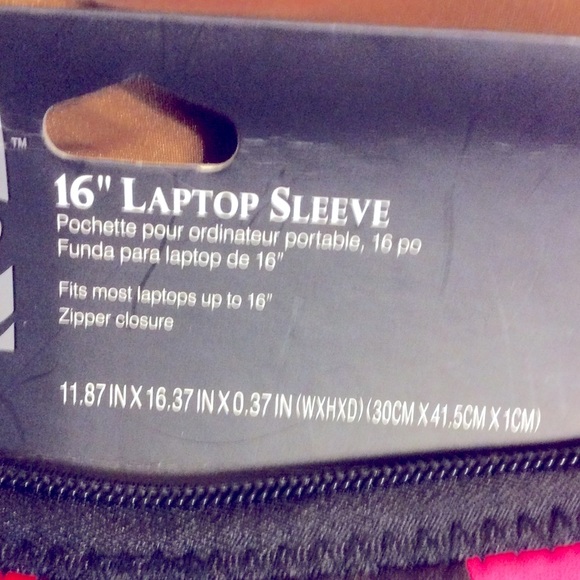 ™
16" LAPTOP SLEEVE
Pochette pour ordinateur portable, 16 po
Funda para laptop de 16"
Fits most laptops up to 16"
Zipper closure
11.87 IN X 16.37 IN X 0.37 IN (WXHXD) (30CM X 41.5CM X 1CM)